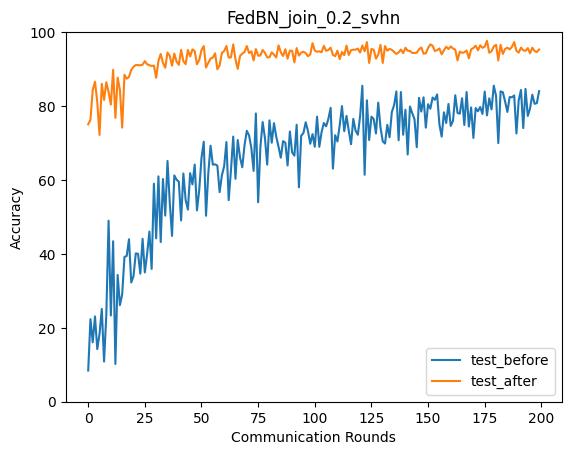 FedBN_join_0.2_svhn
100
80
60
40
20
0
Accuracy
0 25 50 75 100 125 150 175 200
Communication Rounds
test_before
test_after